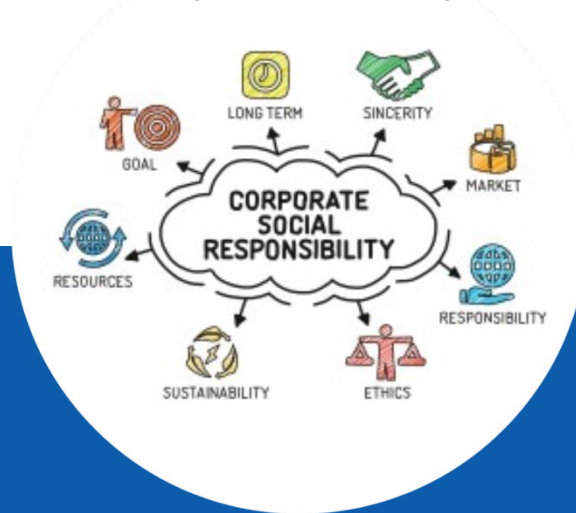 LONG TERM
SINCERITY
GOAL
MARKET
CORPORATE
SOCIAL
RESPONSIBILITY
RESOURCES
RESPONSIBILITY
SUSTAINABILITY
ETHICS